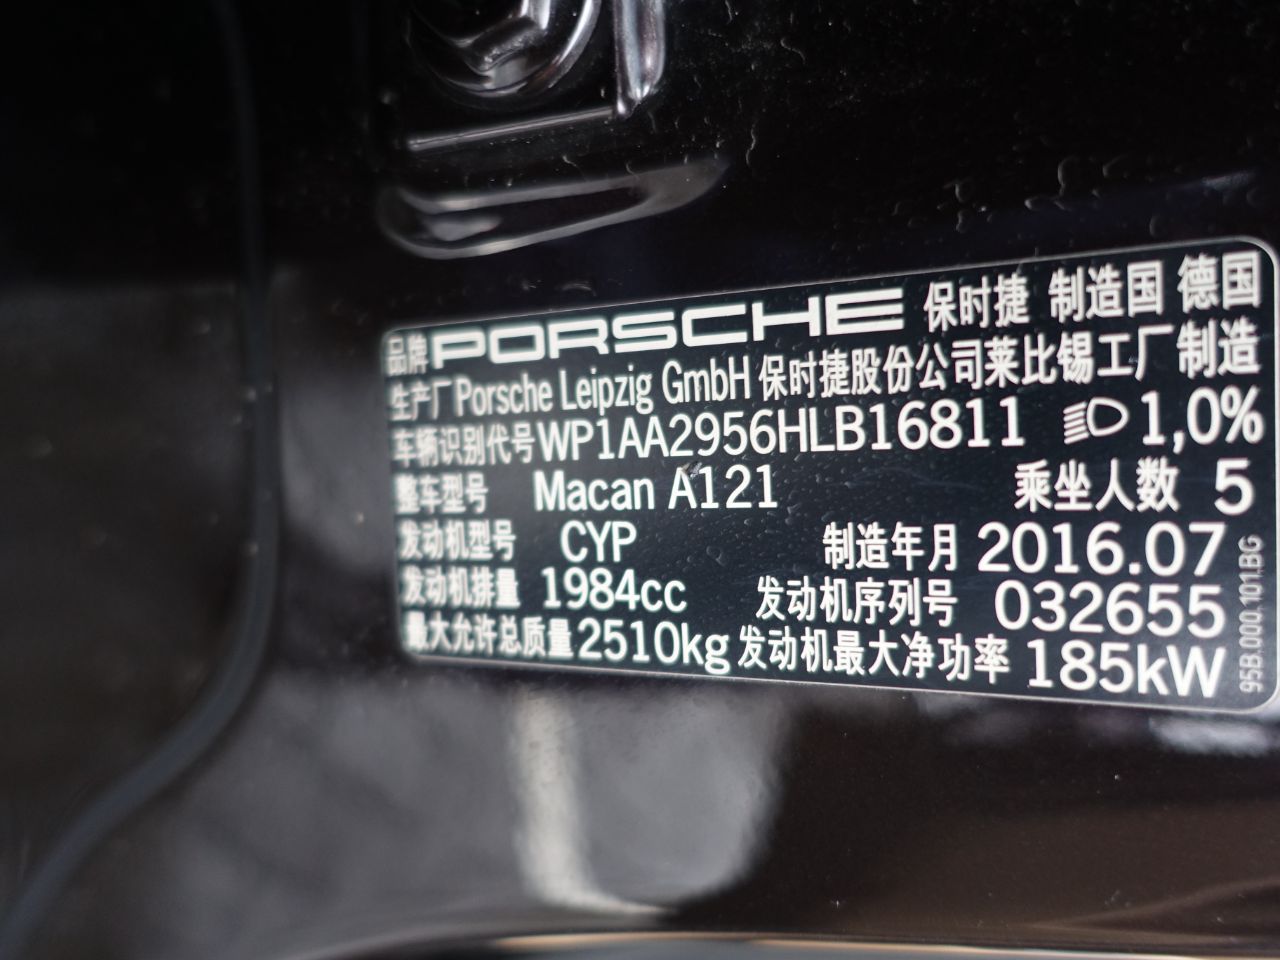 品牌 PORSCHE 保时捷 制造国 德国
生产厂 Porsche Leipzig GmbH 保时捷股份公司莱比锡工厂制造
车辆识别代号 WP1AA2956HLB16811 1,0%
整车型号 Macan A121 乘坐人数 5
发动机型号 CYP 制造年月 2016.07
发动机排量 1984cc 发动机序列号 032655
最大允许总质量 2510kg 发动机最大净功率 185kW
95B.000.101.BG